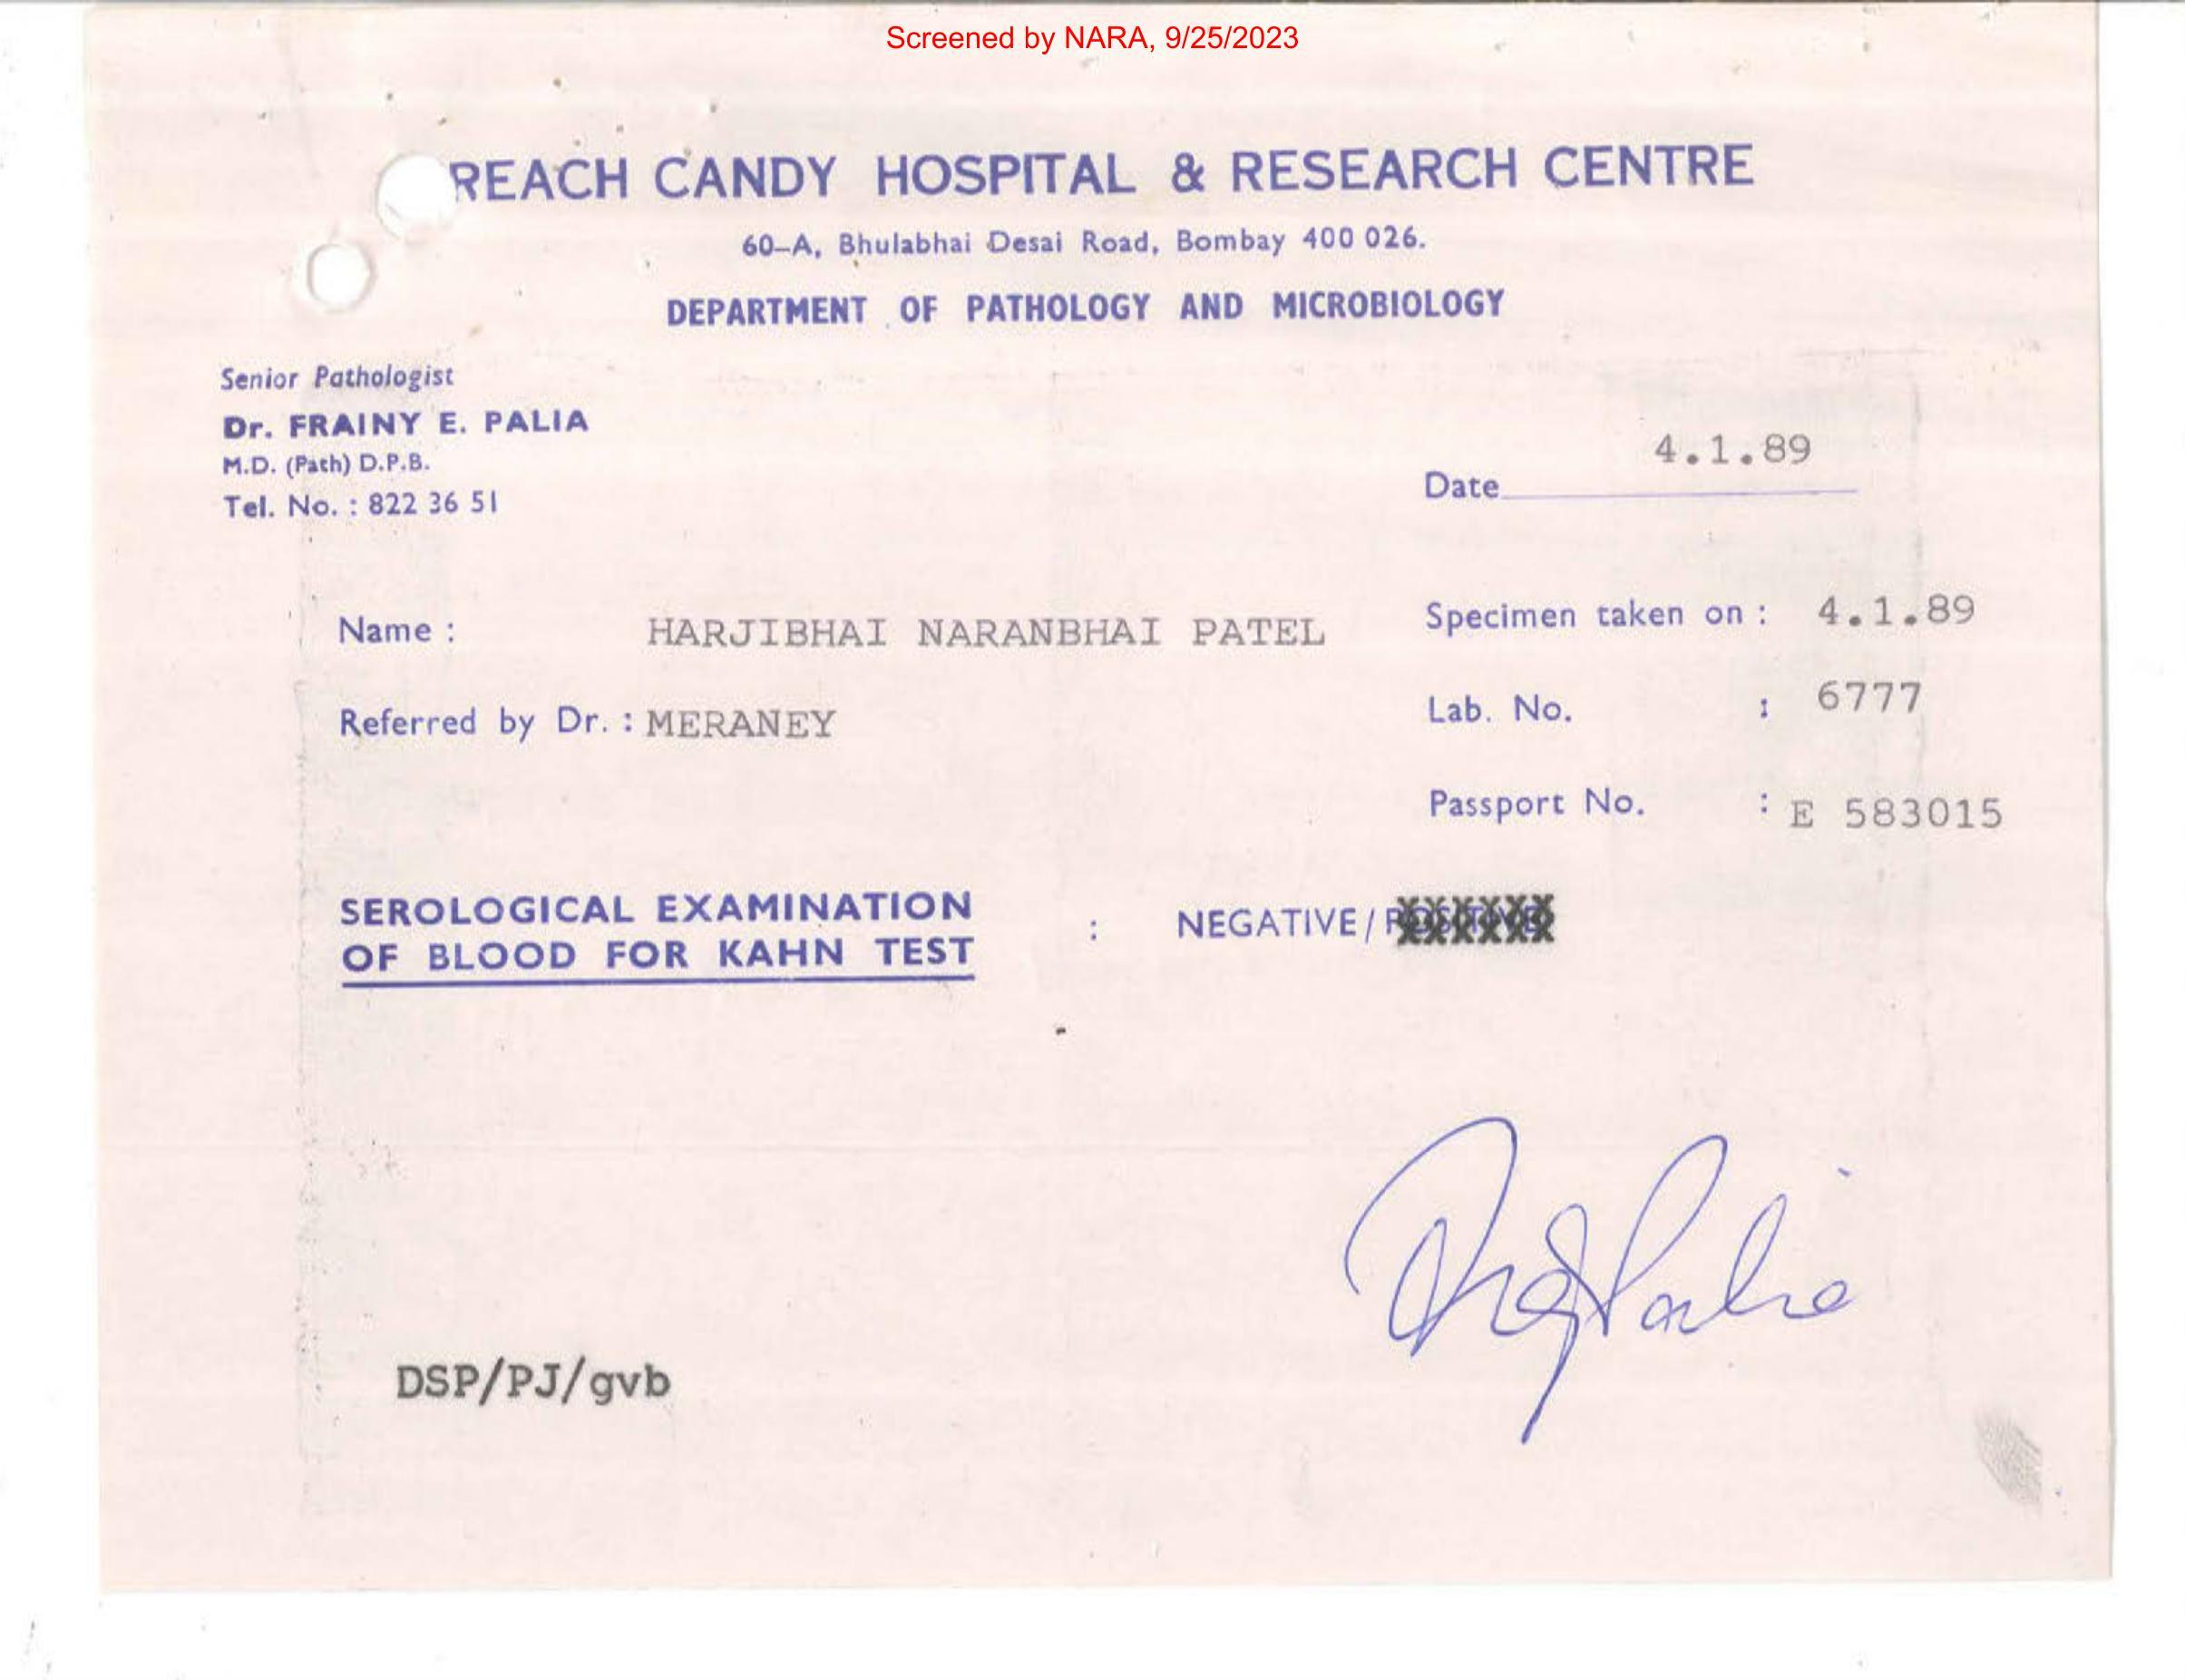 Screened by NARA, 9/25/2023
REACH CANDY HOSPITAL & RESEARCH CENTRE
60-A, Bhulabhai Desai Road, Bombay 400 026.
DEPARTMENT OF PATHOLOGY AND MICROBIOLOGY
Senior Pathologist
Dr. FRAINY E. PALIA
M.D. (Path) D.P.B.
Tel. No. : 822 36 51
Date 4.1.89
Name : HARJIBHAI NARANBHAI PATEL
Specimen taken on : 4.1.89
Referred by Dr. : MERANEY
Lab. No. : 6777
Passport No. : E 583015
SEROLOGICAL EXAMINATION
OF BLOOD FOR KAHN TEST : NEGATIVE / POSITIVE
DSP/PJ/gvb